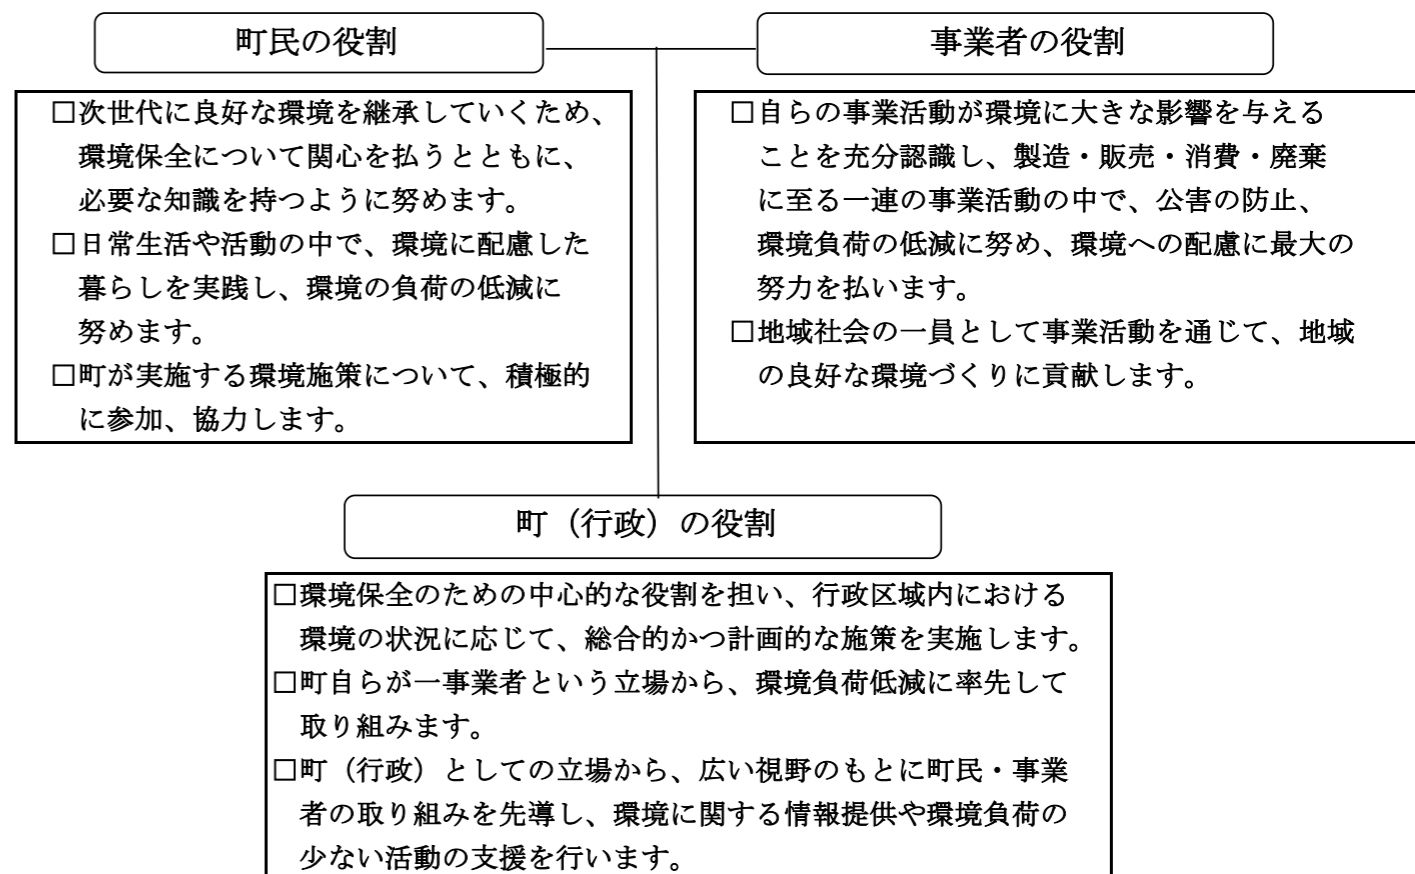 町民の役割
□次世代に良好な環境を継承していくため、
環境保全について関心を払うとともに、
必要な知識を持つように努めます。
□日常生活や活動の中で、環境に配慮した
暮らしを実践し、環境の負荷の低減に
努めます。
□町が実施する環境施策について、積極的
に参加、協力します。
事業者の役割
□自らの事業活動が環境に大きな影響を与える
ことを充分認識し、製造・販売・消費・廃棄
に至る一連の事業活動の中で、公害の防止、
環境負荷の低減に努め、環境への配慮に最大の
努力を払います。
□地域社会の一員として事業活動を通じて、地域
の良好な環境づくりに貢献します。
町（行政）の役割
□環境保全のための中心的な役割を担い、行政区域内における
環境の状況に応じて、総合的かつ計画的な施策を実施します。
□町自らが一事業者という立場から、環境負荷低減に率先して
取り組みます。
□町（行政）としての立場から、広い視野のもとに町民・事業
者の取り組みを先導し、環境に関する情報提供や環境負荷の
少ない活動の支援を行います。